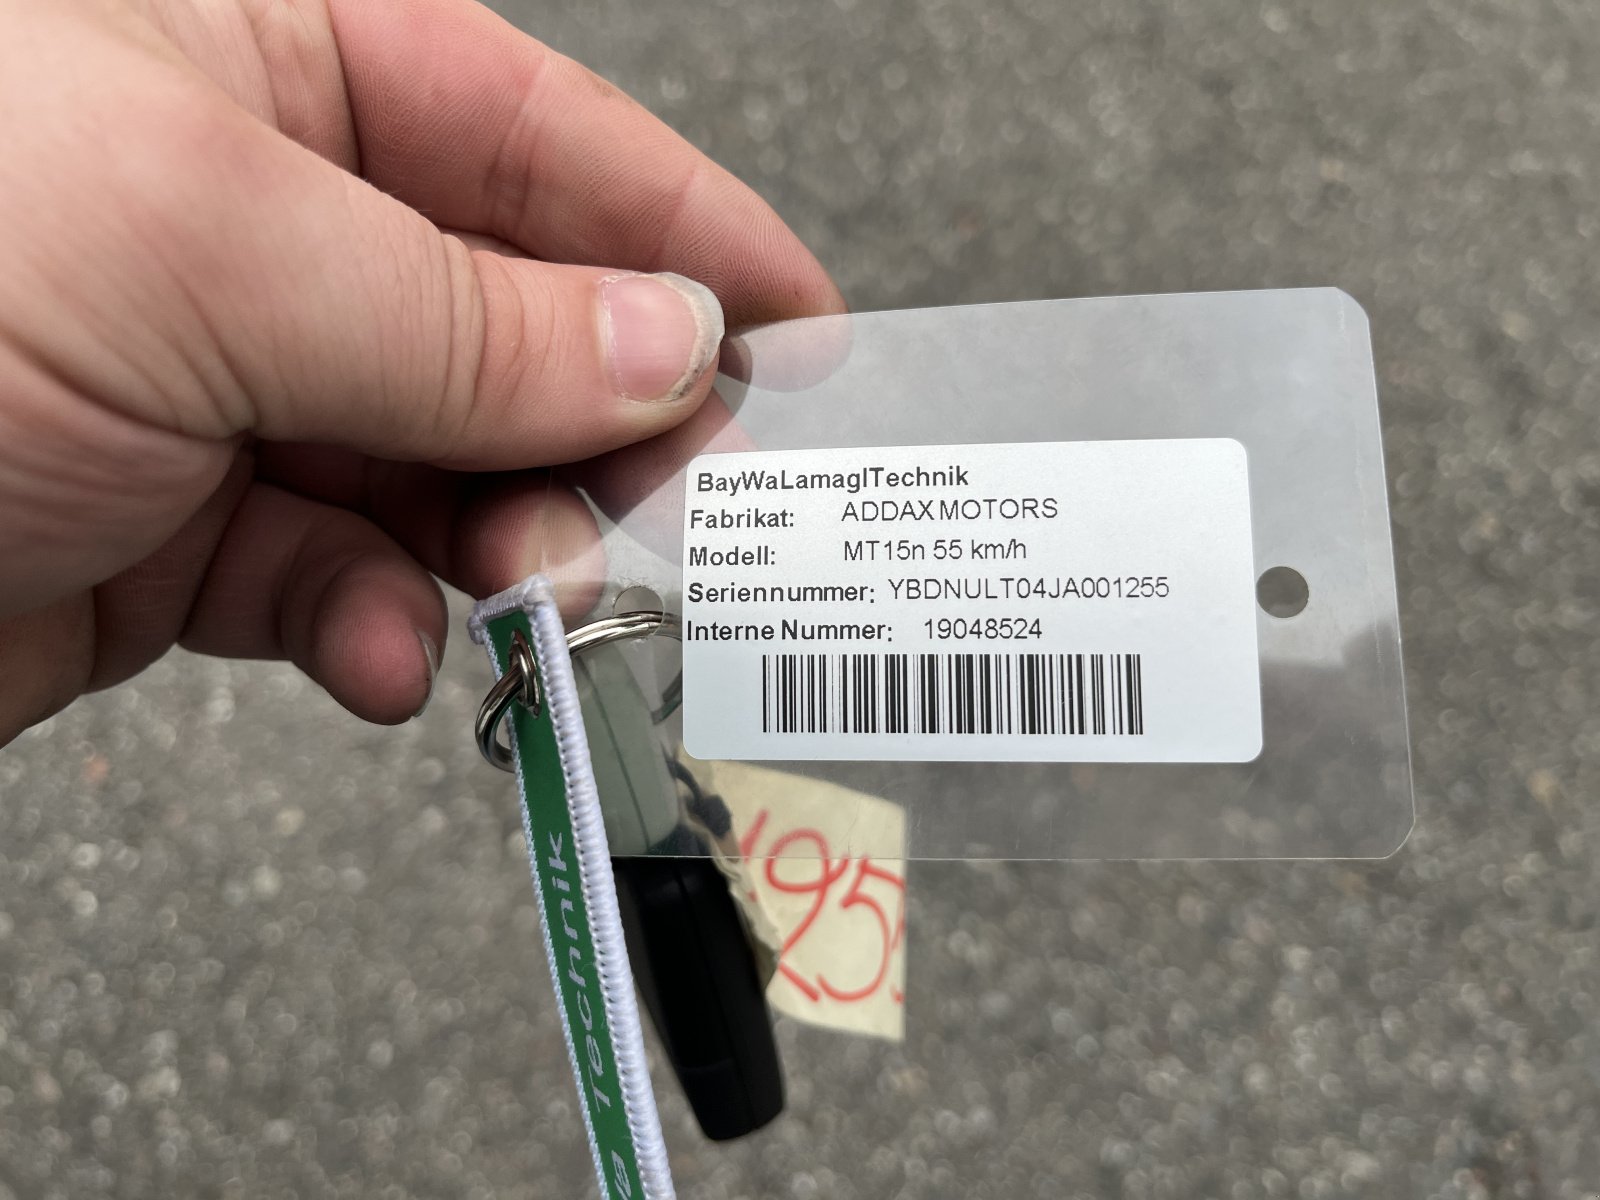 BayWaLamaglTechnik
Fabrikat: ADDAX MOTORS
Modell: MT15n 55 km/h
Seriennummer: YBDNULT04JA001255
Interne Nummer: 19048524
Technik